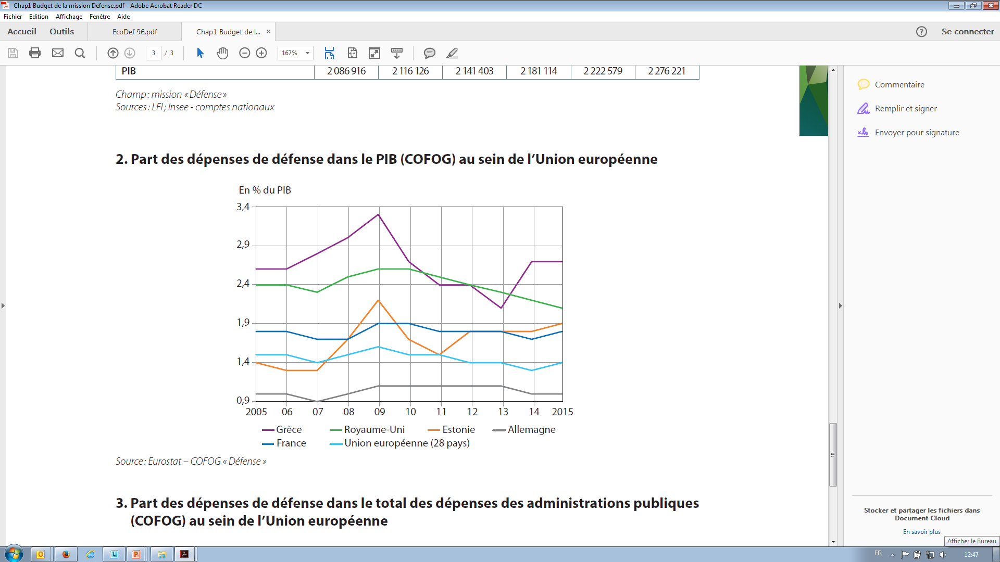 Chap1 Budget de la mission Defense.pdf - Adobe Acrobat Reader DC
Fichier Edition Affichage Fenêtre Aide
Accueil Outils EcoDef 96.pdf Chap1 Budget de l... × ? Se connecter
3 / 3 167%
PIB 2 086 916 2 116 126 2 141 403 2 181 114 2 222 579 2 276 221
Champ : mission « Défense »
Sources : LFI ; Insee - comptes nationaux
Commentaire
Remplir et signer
Envoyer pour signature
2. Part des dépenses de défense dans le PIB (COFOG) au sein de l’Union européenne
En % du PIB
3,4
2,9
2,4
1,9
1,4
0,9
2005 06 07 08 09 10 11 12 13 14 2015
Grèce Royaume-Uni Estonie Allemagne
France Union européenne (28 pays)
Source : Eurostat – COFOG « Défense »
3. Part des dépenses de défense dans le total des dépenses des administrations publiques
(COFOG) au sein de l’Union européenne
Stocker et partager les fichiers dans
Document Cloud
En savoir plus
Afficher le Bureau
FR 12:47